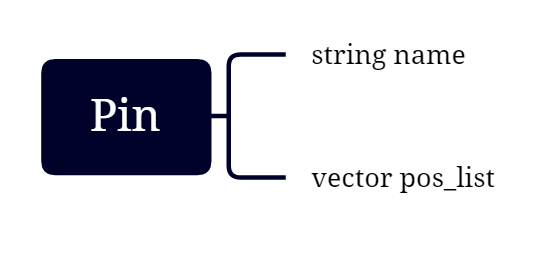 Pin
string name
vector pos_list